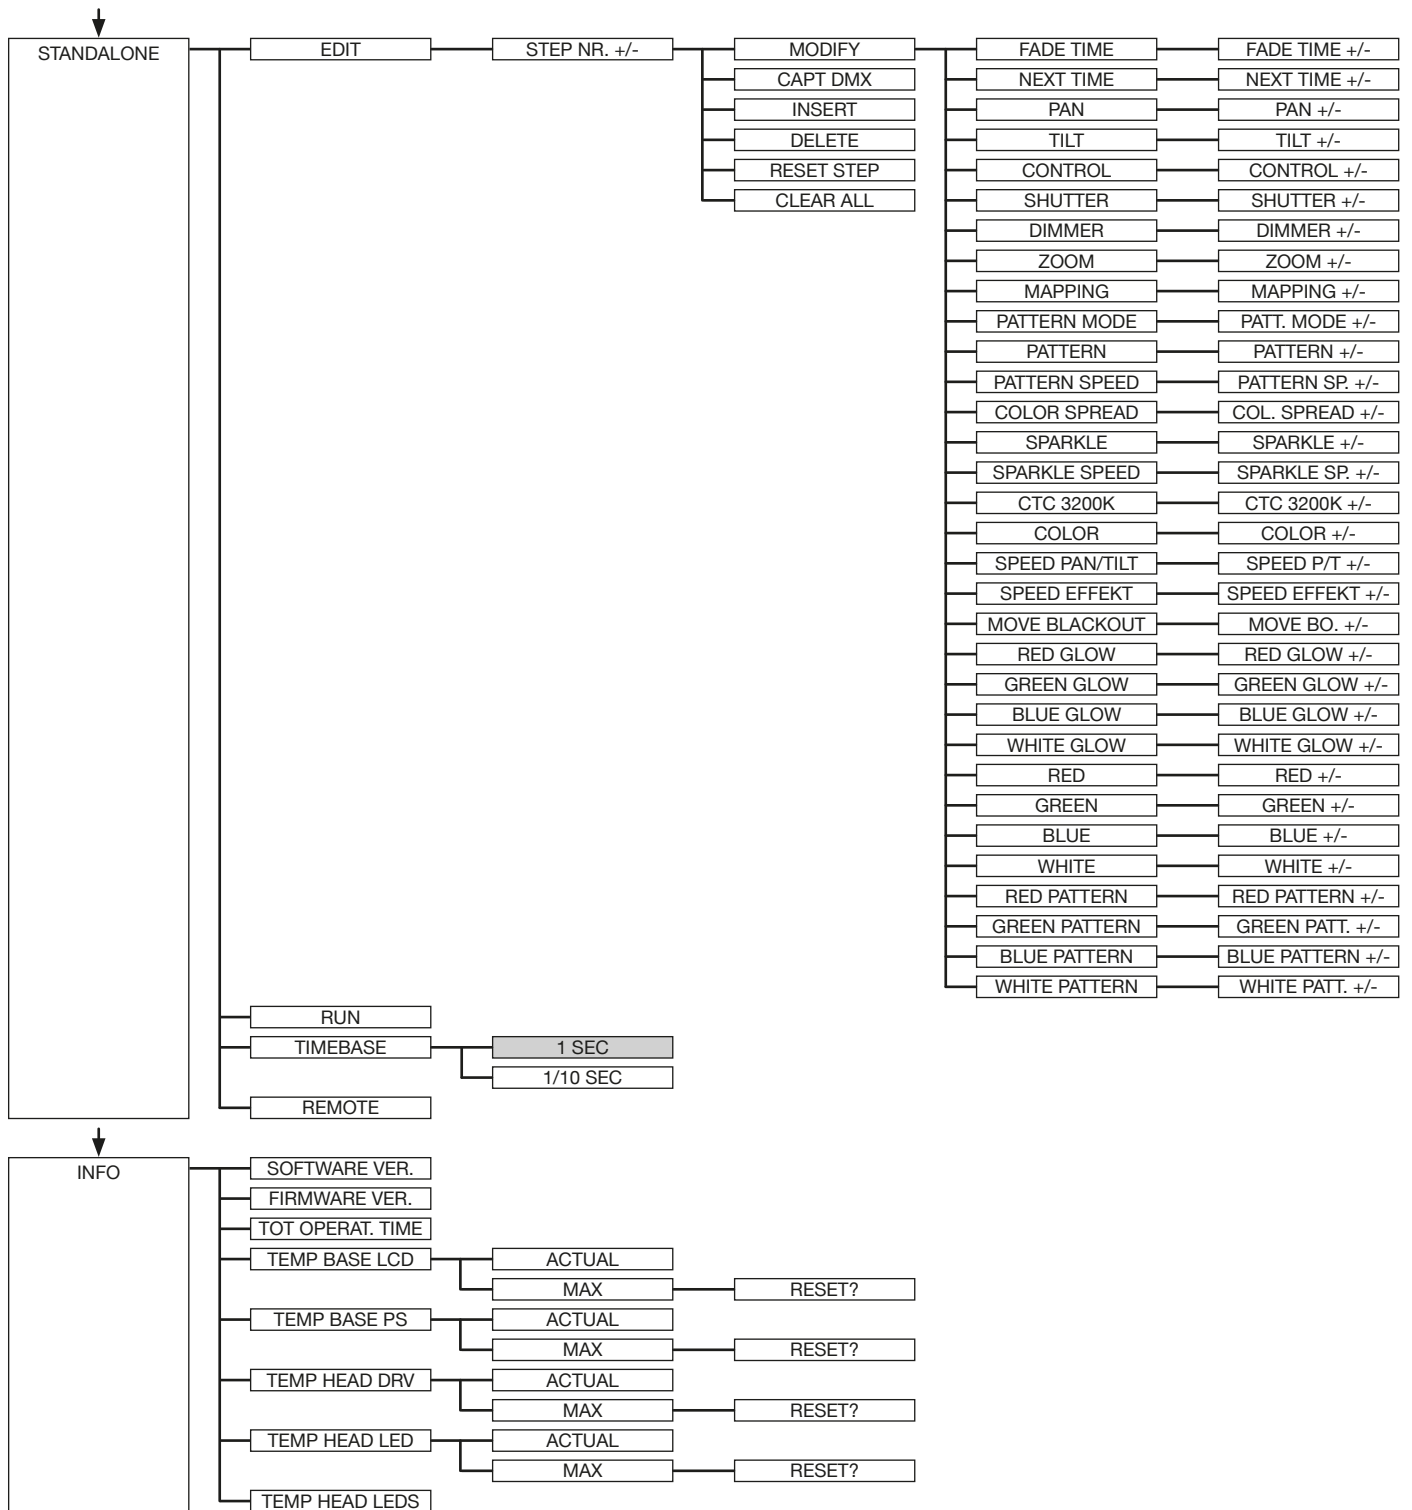 STANDALONE EDIT STEP NR. +/- MODIFY FADE TIME FADE TIME +/-
CAPT DMX NEXT TIME NEXT TIME +/-
INSERT PAN PAN +/-
DELETE TILT TILT +/-
RESET STEP CONTROL CONTROL +/-
CLEAR ALL SHUTTER SHUTTER +/-
DIMMER DIMMER +/-
ZOOM ZOOM +/-
MAPPING MAPPING +/-
PATTERN MODE PATT. MODE +/-
PATTERN PATTERN +/-
PATTERN SPEED PATTERN SP. +/-
COLOR SPREAD COL. SPREAD +/-
SPARKLE SPARKLE +/-
SPARKLE SPEED SPARKLE SP. +/-
CTC 3200K CTC 3200K +/-
COLOR COLOR +/-
SPEED PAN/TILT SPEED P/T +/-
SPEED EFFEKT SPEED EFFEKT +/-
MOVE BLACKOUT MOVE BO. +/-
RED GLOW RED GLOW +/-
GREEN GLOW GREEN GLOW +/-
BLUE GLOW BLUE GLOW +/-
WHITE GLOW WHITE GLOW +/-
RED RED +/-
GREEN GREEN +/-
BLUE BLUE +/-
WHITE WHITE +/-
RED PATTERN RED PATTERN +/-
GREEN PATTERN GREEN PATT. +/-
BLUE PATTERN BLUE PATTERN +/-
WHITE PATTERN WHITE PATT. +/-
RUN
TIMEBASE 1 SEC
1/10 SEC
REMOTE
INFO SOFTWARE VER.
FIRMWARE VER.
TOT OPERAT. TIME
TEMP BASE LCD ACTUAL
MAX RESET?
TEMP BASE PS ACTUAL
MAX RESET?
TEMP HEAD DRV ACTUAL
MAX RESET?
TEMP HEAD LED ACTUAL
MAX RESET?
TEMP HEAD LEDS